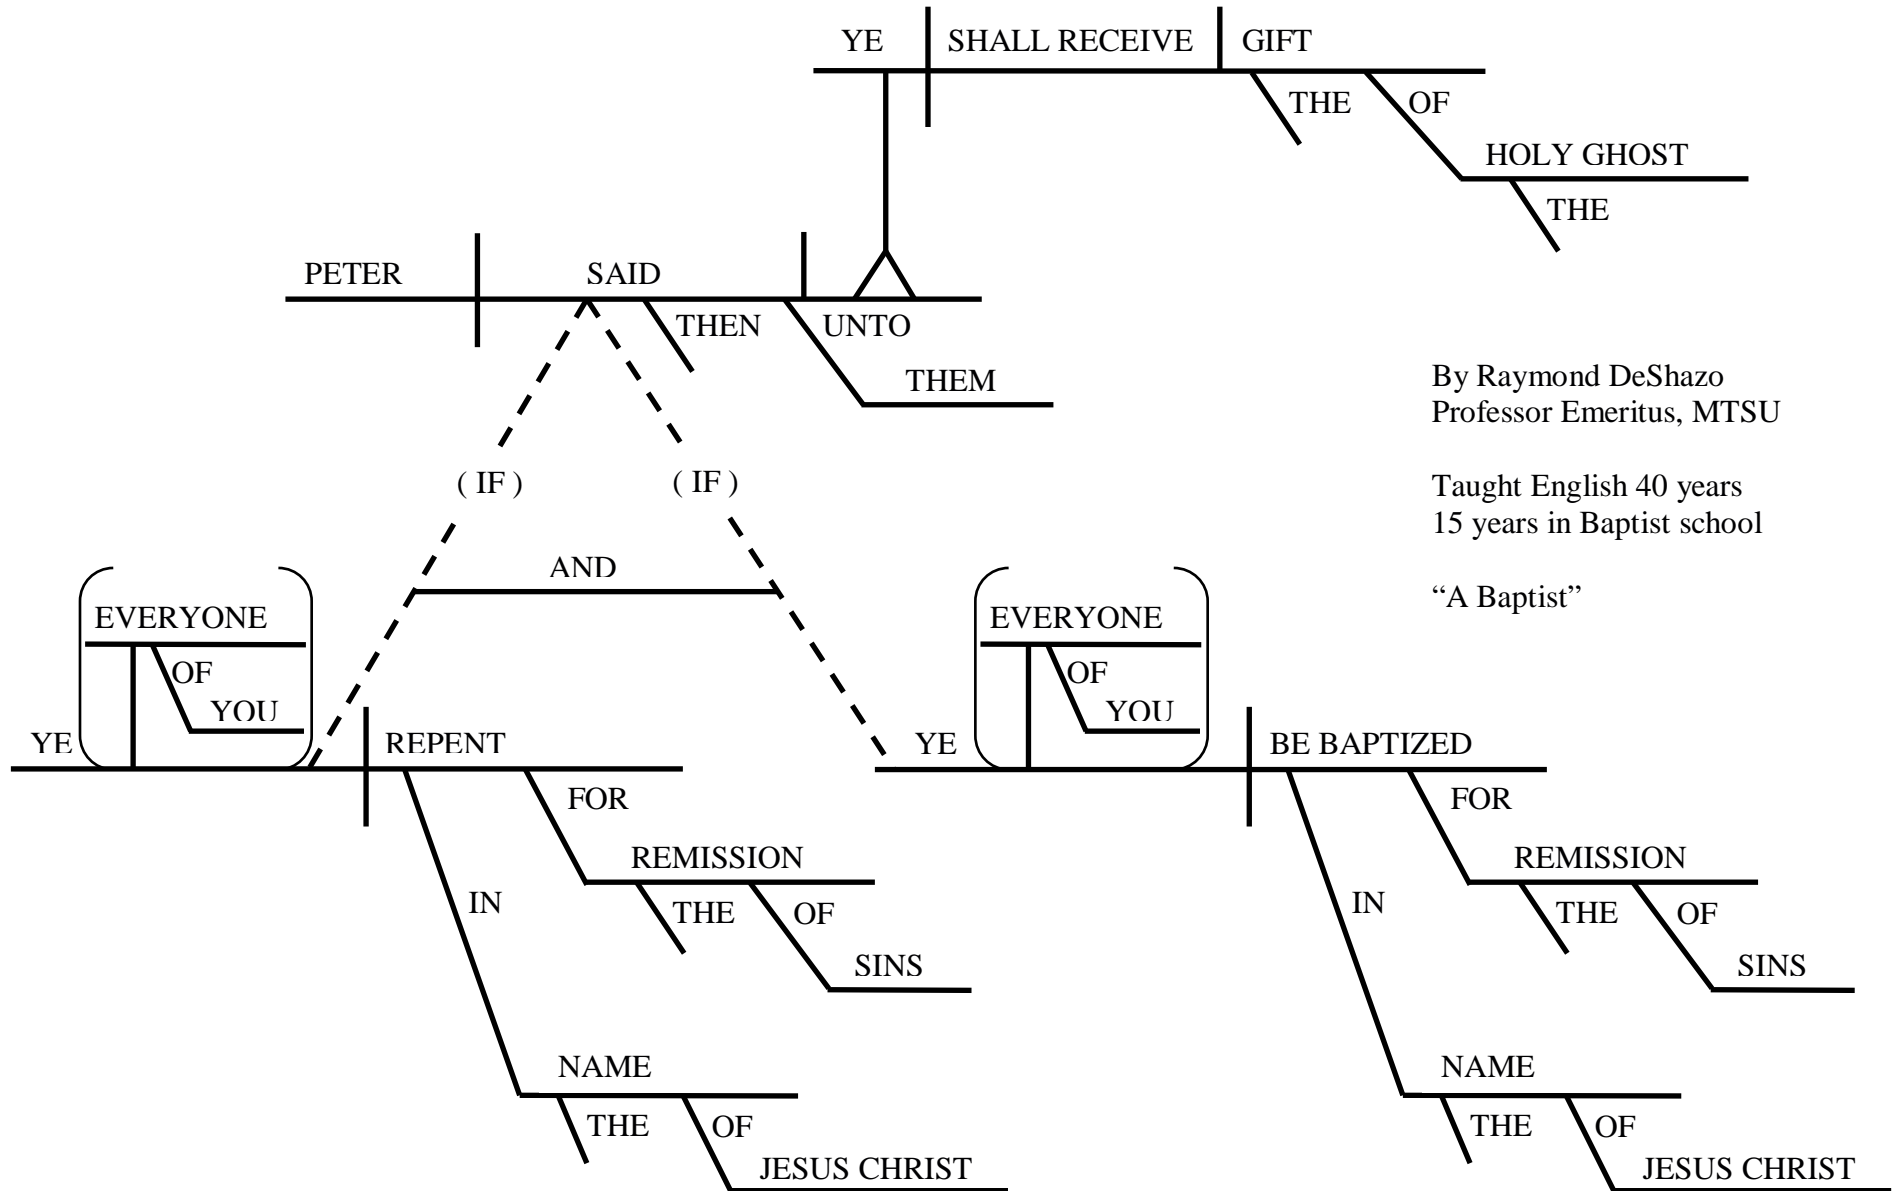 YE SHALL RECEIVE GIFT
THE OF
HOLY GHOST
THE
PETER SAID
THEN UNTO
THEM
By Raymond DeShazo
Professor Emeritus, MTSU
Taught English 40 years
15 years in Baptist school
“A Baptist”
( IF ) ( IF )
AND
EVERYONE EVERYONE
OF OF
YOU YOU
YE REPENT YE BE BAPTIZED
FOR FOR
REMISSION REMISSION
IN THE OF IN THE OF
SINS SINS
NAME NAME
THE OF THE OF
JESUS CHRIST JESUS CHRIST